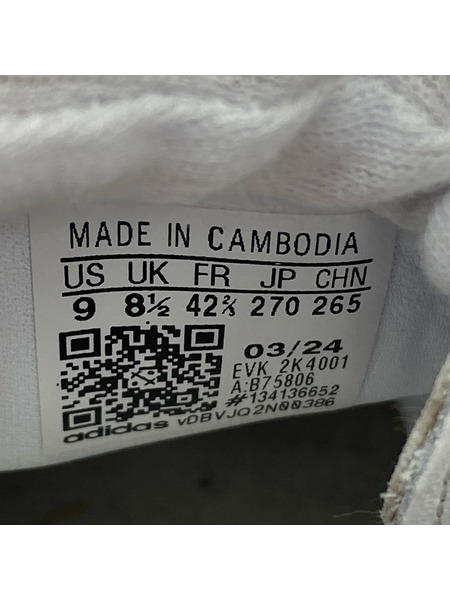 MADE IN CAMBODIA
US UK FR JP CHN
9 8½ 42⅔ 270 265
03/24
EVK 2K4001
A:B75806
#134136652
adidas vDBVJQ2N00386